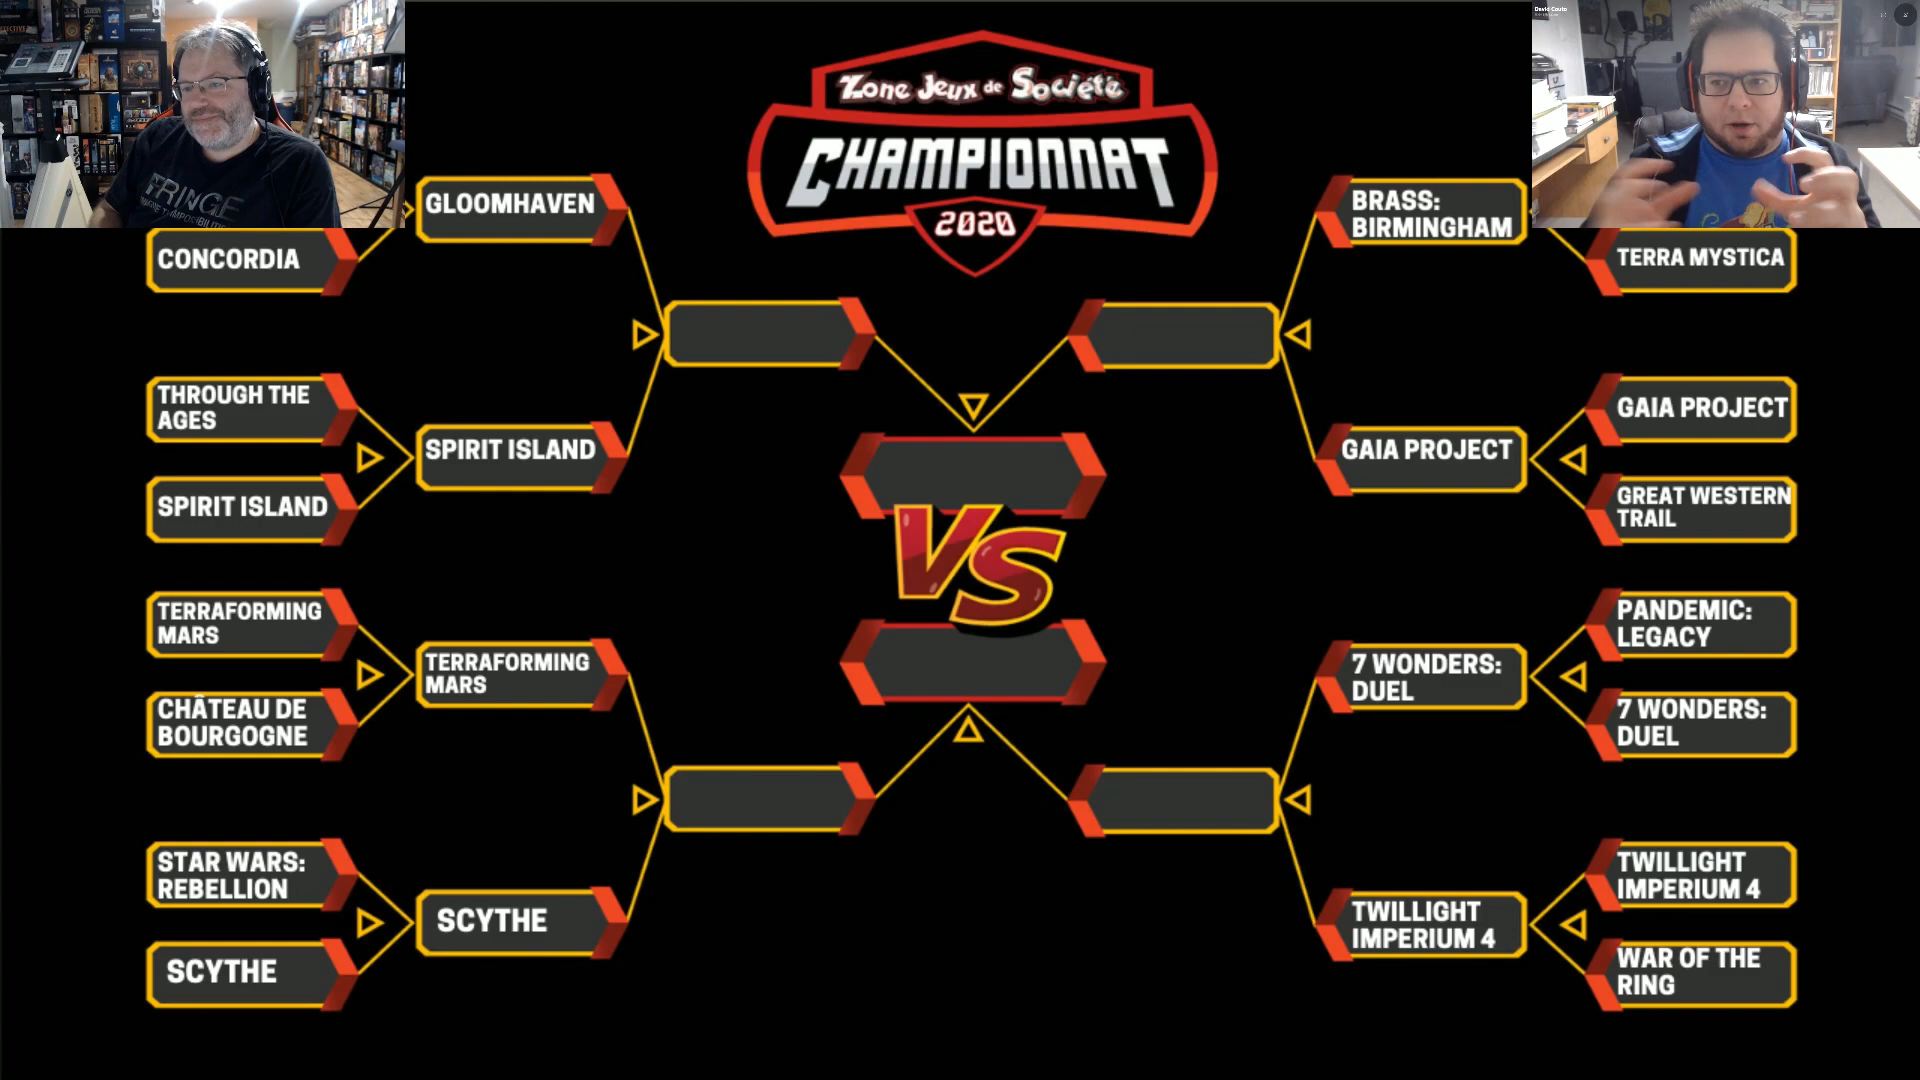 David Couto
Zone Jeux de Société
CHAMPIONNAT
2020
FRINGE
GLOOMHAVEN
CONCORDIA
THROUGH THE
AGES
SPIRIT ISLAND
SPIRIT ISLAND
TERRAFORMING
MARS
CHÂTEAU DE
BOURGOGNE
TERRAFORMING
MARS
STAR WARS:
REBELLION
SCYTHE
SCYTHE
VS
BRASS:
BIRMINGHAM
TERRA MYSTICA
GAIA PROJECT
GAIA PROJECT
GREAT WESTERN
TRAIL
7 WONDERS:
DUEL
PANDEMIC:
LEGACY
7 WONDERS:
DUEL
TWILLIGHT
IMPERIUM 4
TWILLIGHT
IMPERIUM 4
WAR OF THE
RING